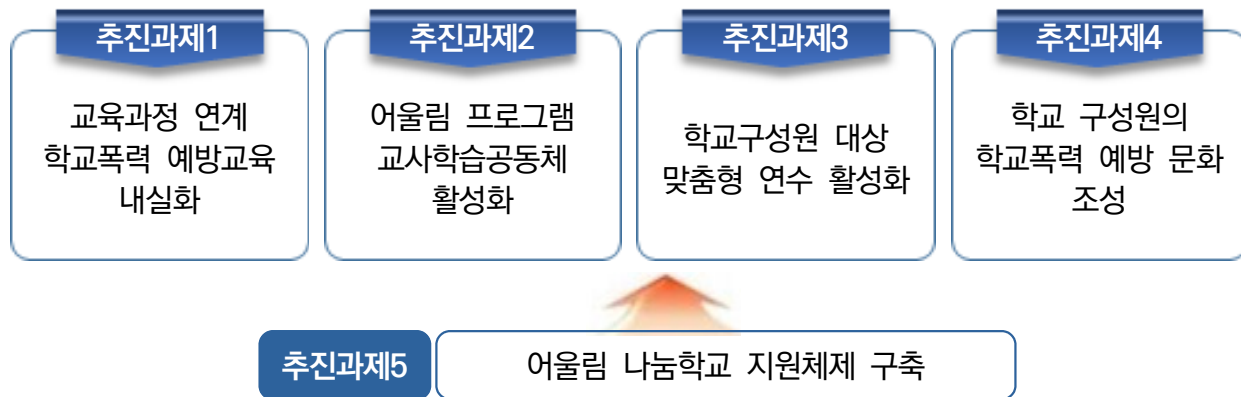 추진과제1
교육과정 연계
학교폭력 예방교육
내실화
추진과제2
어울림 프로그램
교사학습공동체
활성화
추진과제3
학교구성원 대상
맞춤형 연수 활성화
추진과제4
학교 구성원의
학교폭력 예방 문화
조성
추진과제5
어울림 나눔학교 지원체제 구축